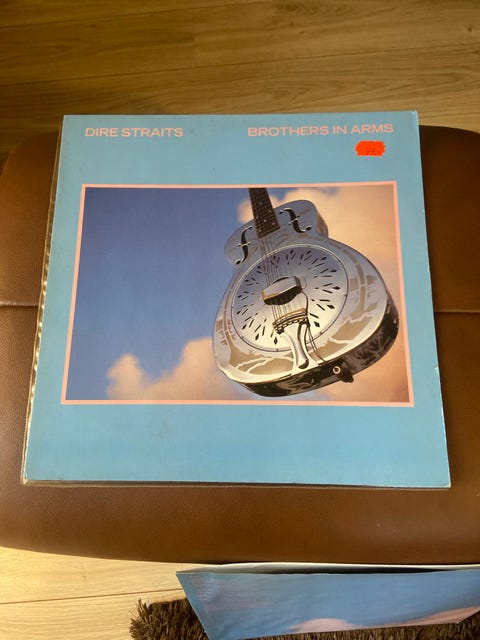 DIRE STRAITS BROTHERS IN ARMS